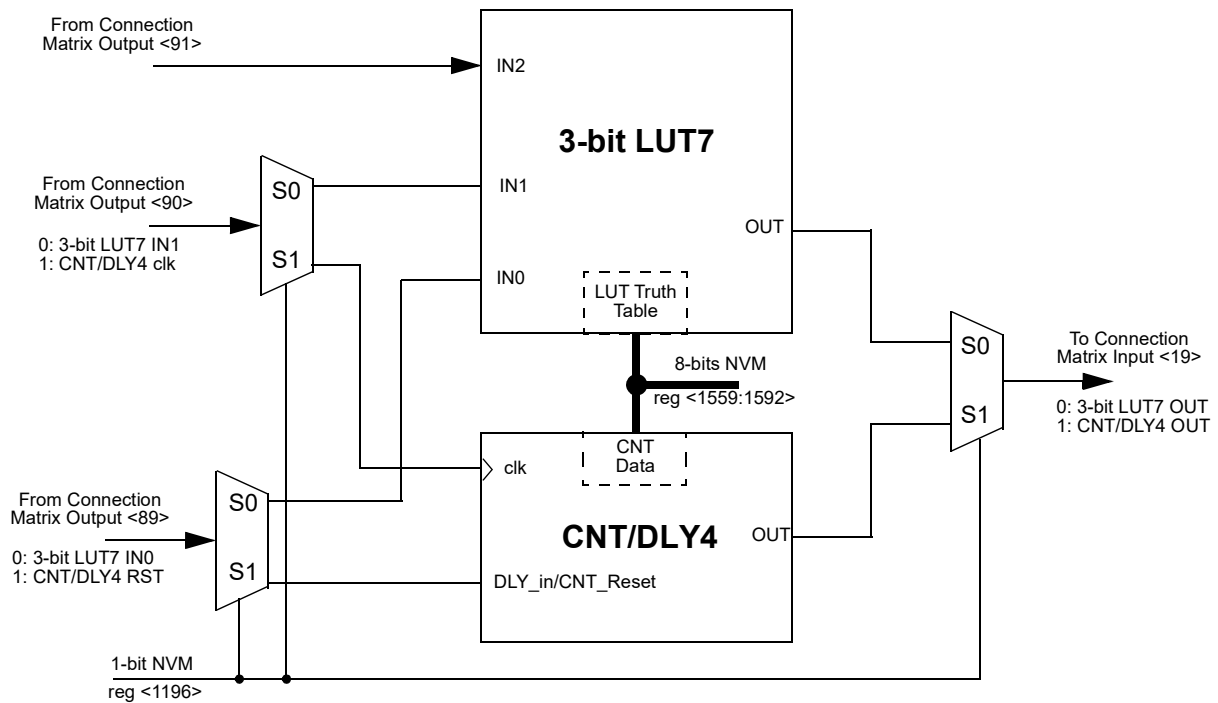 From Connection
Matrix Output <91>
IN2
3-bit LUT7
From Connection
Matrix Output <90>
S0
IN1
0: 3-bit LUT7 IN1
1: CNT/DLY4 clk
S1
OUT
IN0
LUT Truth
Table
S0
To Connection
Matrix Input <19>
8-bits NVM
reg <1559:1592>
0: 3-bit LUT7 OUT
1: CNT/DLY4 OUT
S1
CNT
Data
clk
From Connection
Matrix Output <89>
S0
CNT/DLY4
OUT
0: 3-bit LUT7 IN0
1: CNT/DLY4 RST
S1
DLY_in/CNT_Reset
1-bit NVM
reg <1196>